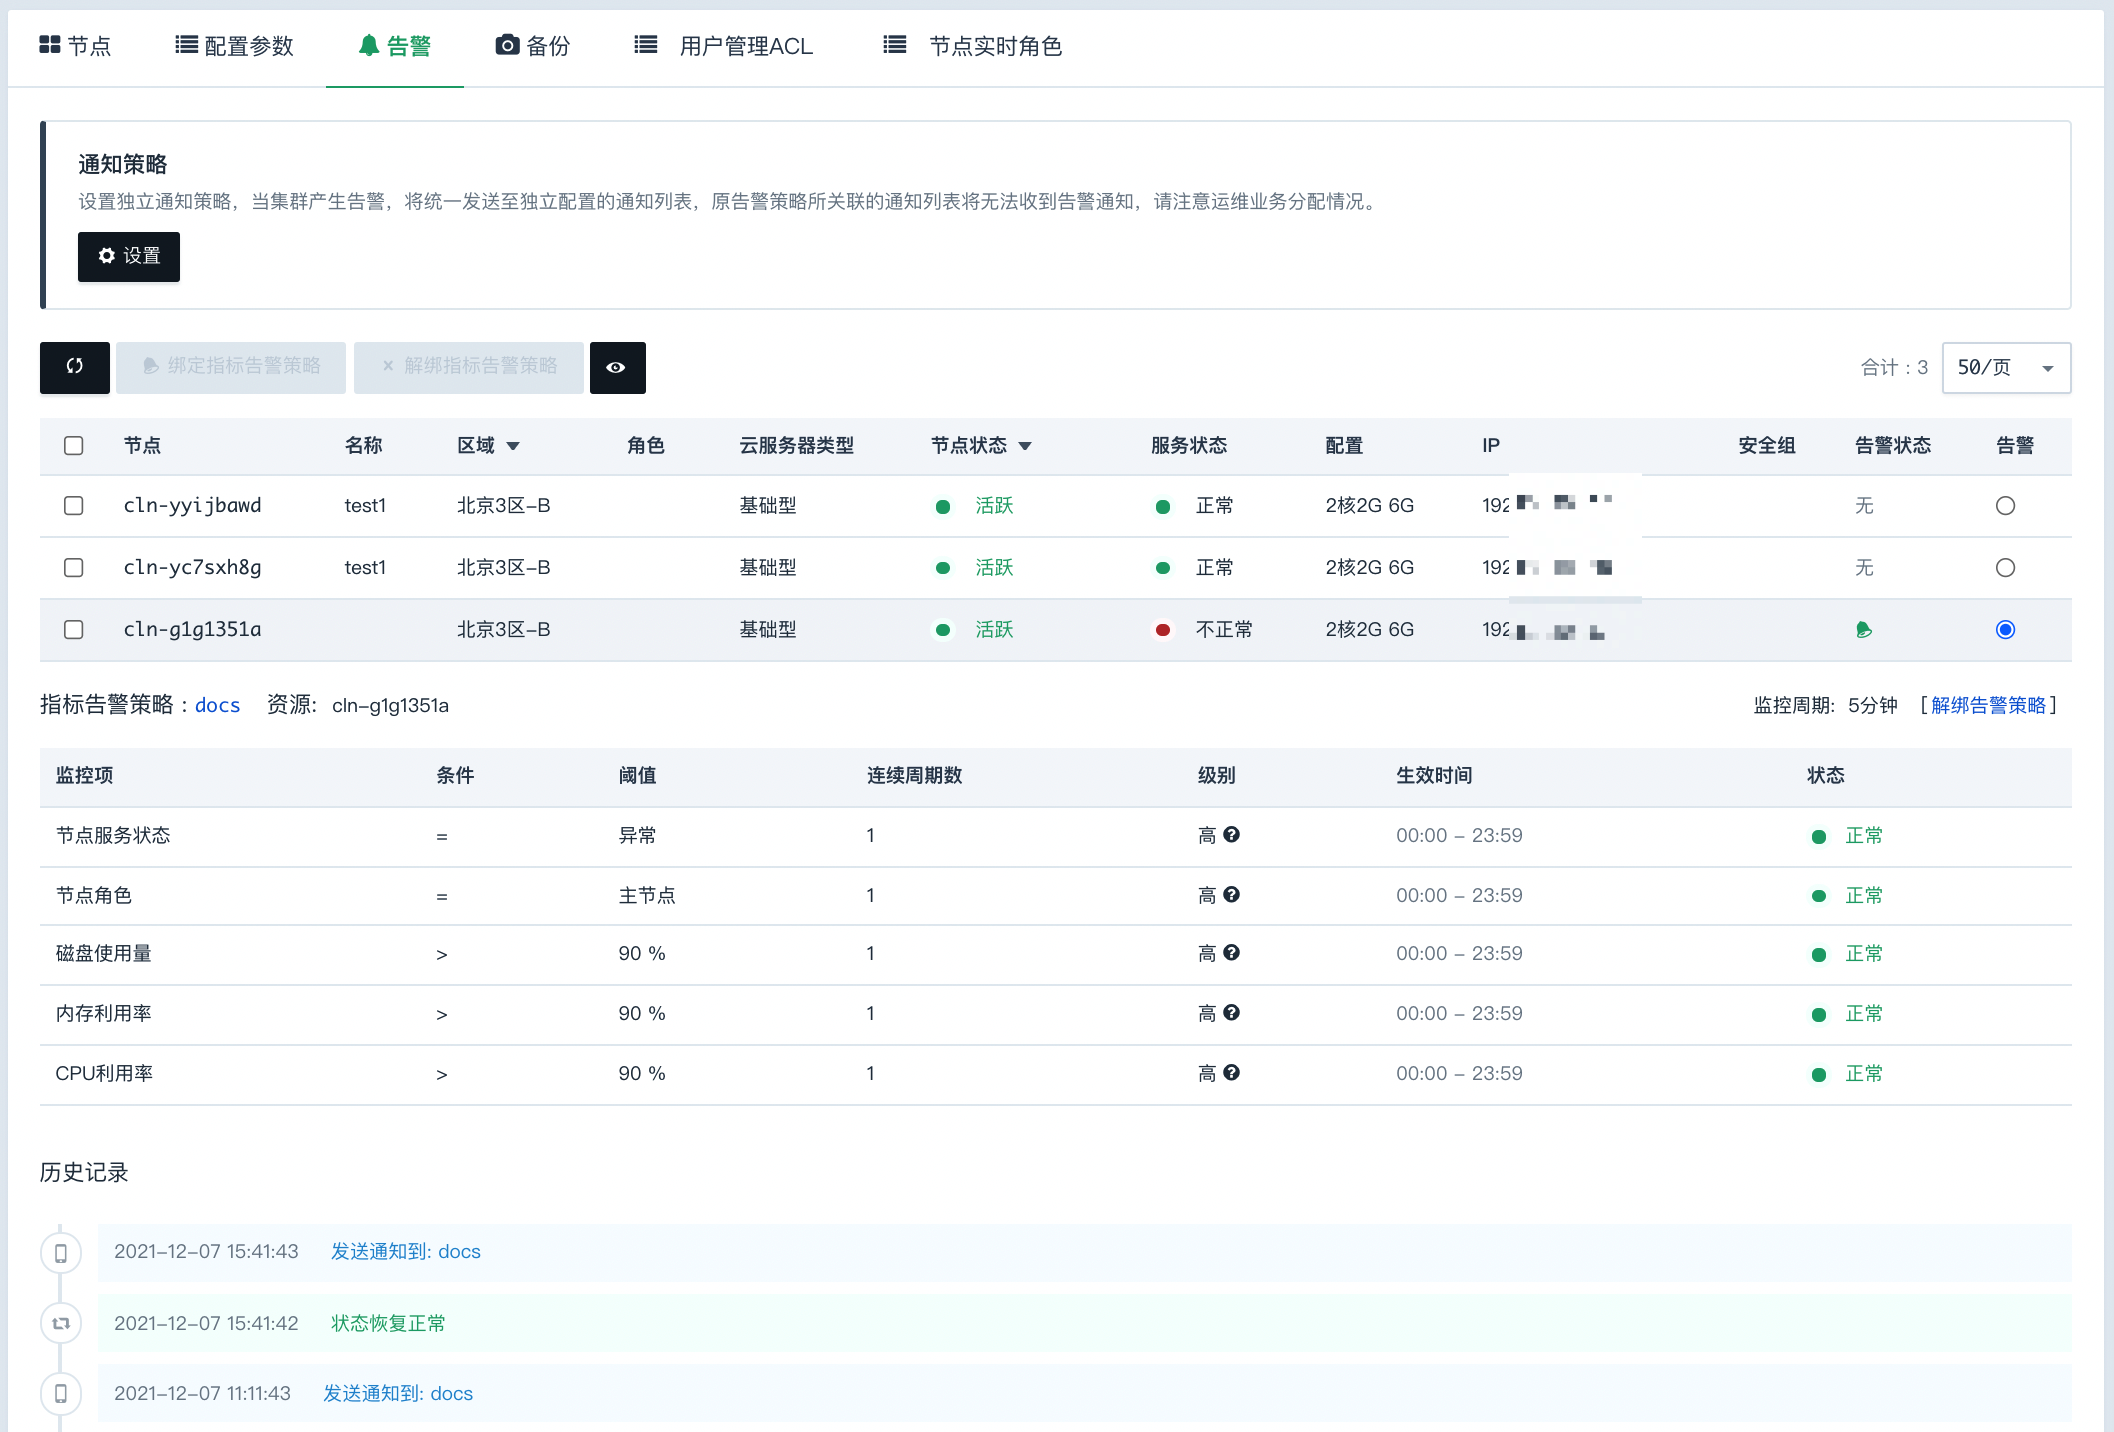 节点 配置参数 告警 备份 用户管理ACL 节点实时角色
通知策略
设置独立通知策略，当集群产生告警，将统一发送至独立配置的通知列表，原告警策略所关联的通知列表将无法收到告警通知，请注意运维业务分配情况。
设置
绑定指标告警策略 × 解绑指标告警策略 合计：3 50/页
节点 名称 区域 角色 云服务器类型 节点状态 服务状态 配置 IP 安全组 告警状态 告警
cln-yyijbawd test1 北京3区-B 基础型 活跃 正常 2核2G 6G 192 无
cln-yc7sxh8g test1 北京3区-B 基础型 活跃 正常 2核2G 6G 192 无
cln-g1g1351a 北京3区-B 基础型 活跃 不正常 2核2G 6G 192
指标告警策略：docs 资源: cln-g1g1351a 监控周期: 5分钟 [解绑告警策略]
监控项 条件 阈值 连续周期数 级别 生效时间 状态
节点服务状态 = 异常 1 高 00:00 - 23:59 正常
节点角色 = 主节点 1 高 00:00 - 23:59 正常
磁盘使用量 > 90 % 1 高 00:00 - 23:59 正常
内存利用率 > 90 % 1 高 00:00 - 23:59 正常
CPU利用率 > 90 % 1 高 00:00 - 23:59 正常
历史记录
2021-12-07 15:41:43 发送通知到: docs
2021-12-07 15:41:42 状态恢复正常
2021-12-07 11:11:43 发送通知到: docs